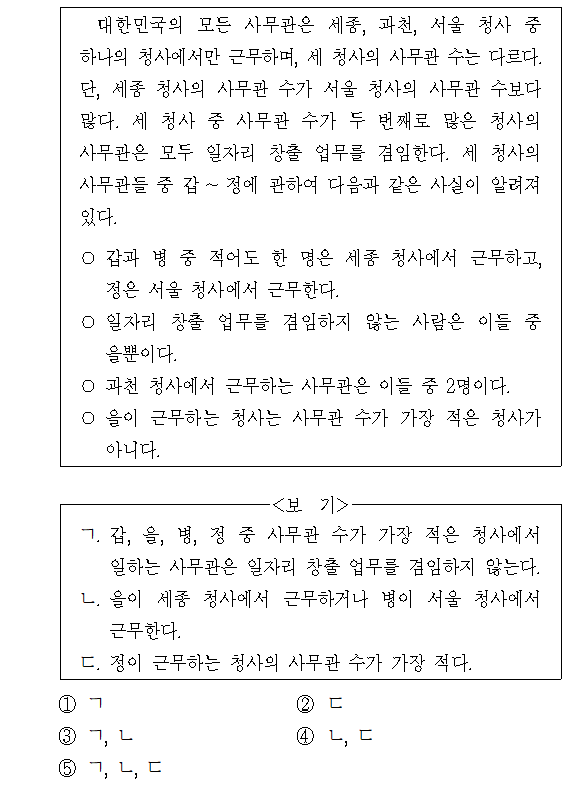 대한민국의 모든 사무관은 세종, 과천, 서울 청사 중
하나의 청사에서만 근무하며, 세 청사의 사무관 수는 다르다.
단, 세종 청사의 사무관 수가 서울 청사의 사무관 수보다
많다. 세 청사 중 사무관 수가 두 번째로 많은 청사의
사무관은 모두 일자리 창출 업무를 겸임한다. 세 청사의
사무관들 중 갑 ~ 정에 관하여 다음과 같은 사실이 알려져
있다.
○ 갑과 병 중 적어도 한 명은 세종 청사에서 근무하고,
정은 서울 청사에서 근무한다.
○ 일자리 창출 업무를 겸임하지 않는 사람은 이들 중
을뿐이다.
○ 과천 청사에서 근무하는 사무관은 이들 중 2명이다.
○ 을이 근무하는 청사는 사무관 수가 가장 적은 청사가
아니다.
<보 기>
ㄱ. 갑, 을, 병, 정 중 사무관 수가 가장 적은 청사에서
일하는 사무관은 일자리 창출 업무를 겸임하지 않는다.
ㄴ. 을이 세종 청사에서 근무하거나 병이 서울 청사에서
근무한다.
ㄷ. 정이 근무하는 청사의 사무관 수가 가장 적다.
① ㄱ ② ㄷ
③ ㄱ, ㄴ ④ ㄴ, ㄷ
⑤ ㄱ, ㄴ, ㄷ